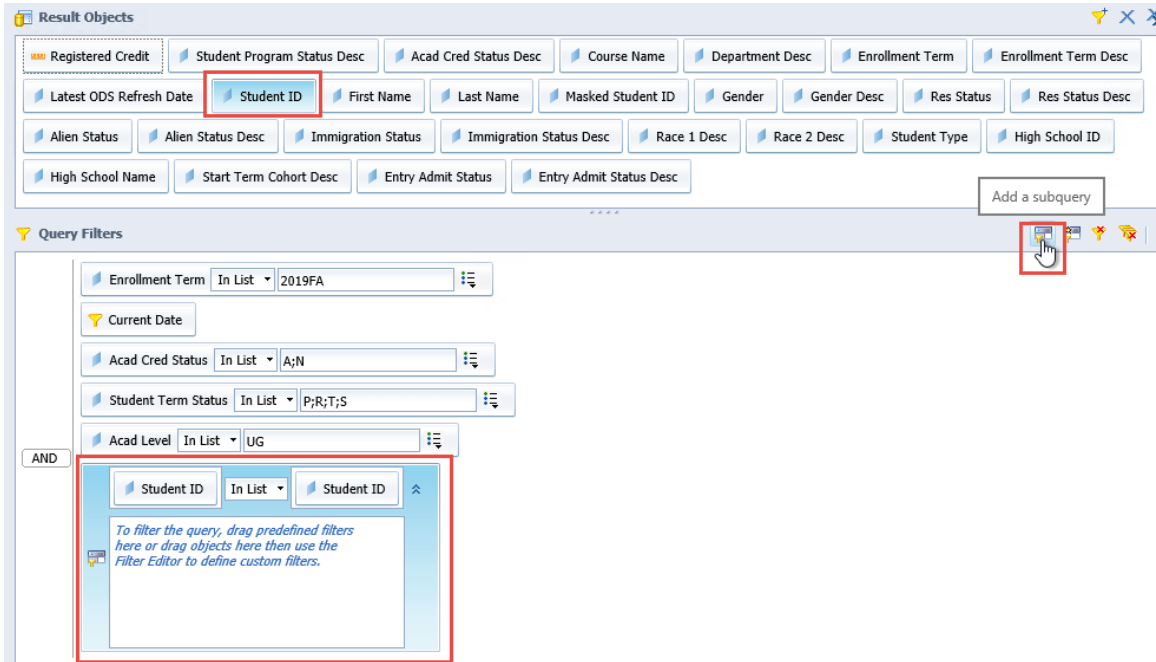 Result Objects
Registered Credit Student Program Status Desc Acad Cred Status Desc Course Name Department Desc Enrollment Term Enrollment Term Desc
Latest ODS Refresh Date Student ID First Name Last Name Masked Student ID Gender Gender Desc Res Status Res Status Desc
Alien Status Alien Status Desc Immigration Status Immigration Status Desc Race 1 Desc Race 2 Desc Student Type High School ID
High School Name Start Term Cohort Desc Entry Admit Status Entry Admit Status Desc
Add a subquery
Query Filters
Enrollment Term In List 2019FA
Current Date
Acad Cred Status In List A;N
Student Term Status In List P;R;T;S
Acad Level In List UG
AND
Student ID In List Student ID
To filter the query, drag predefined filters
here or drag objects here then use the
Filter Editor to define custom filters.